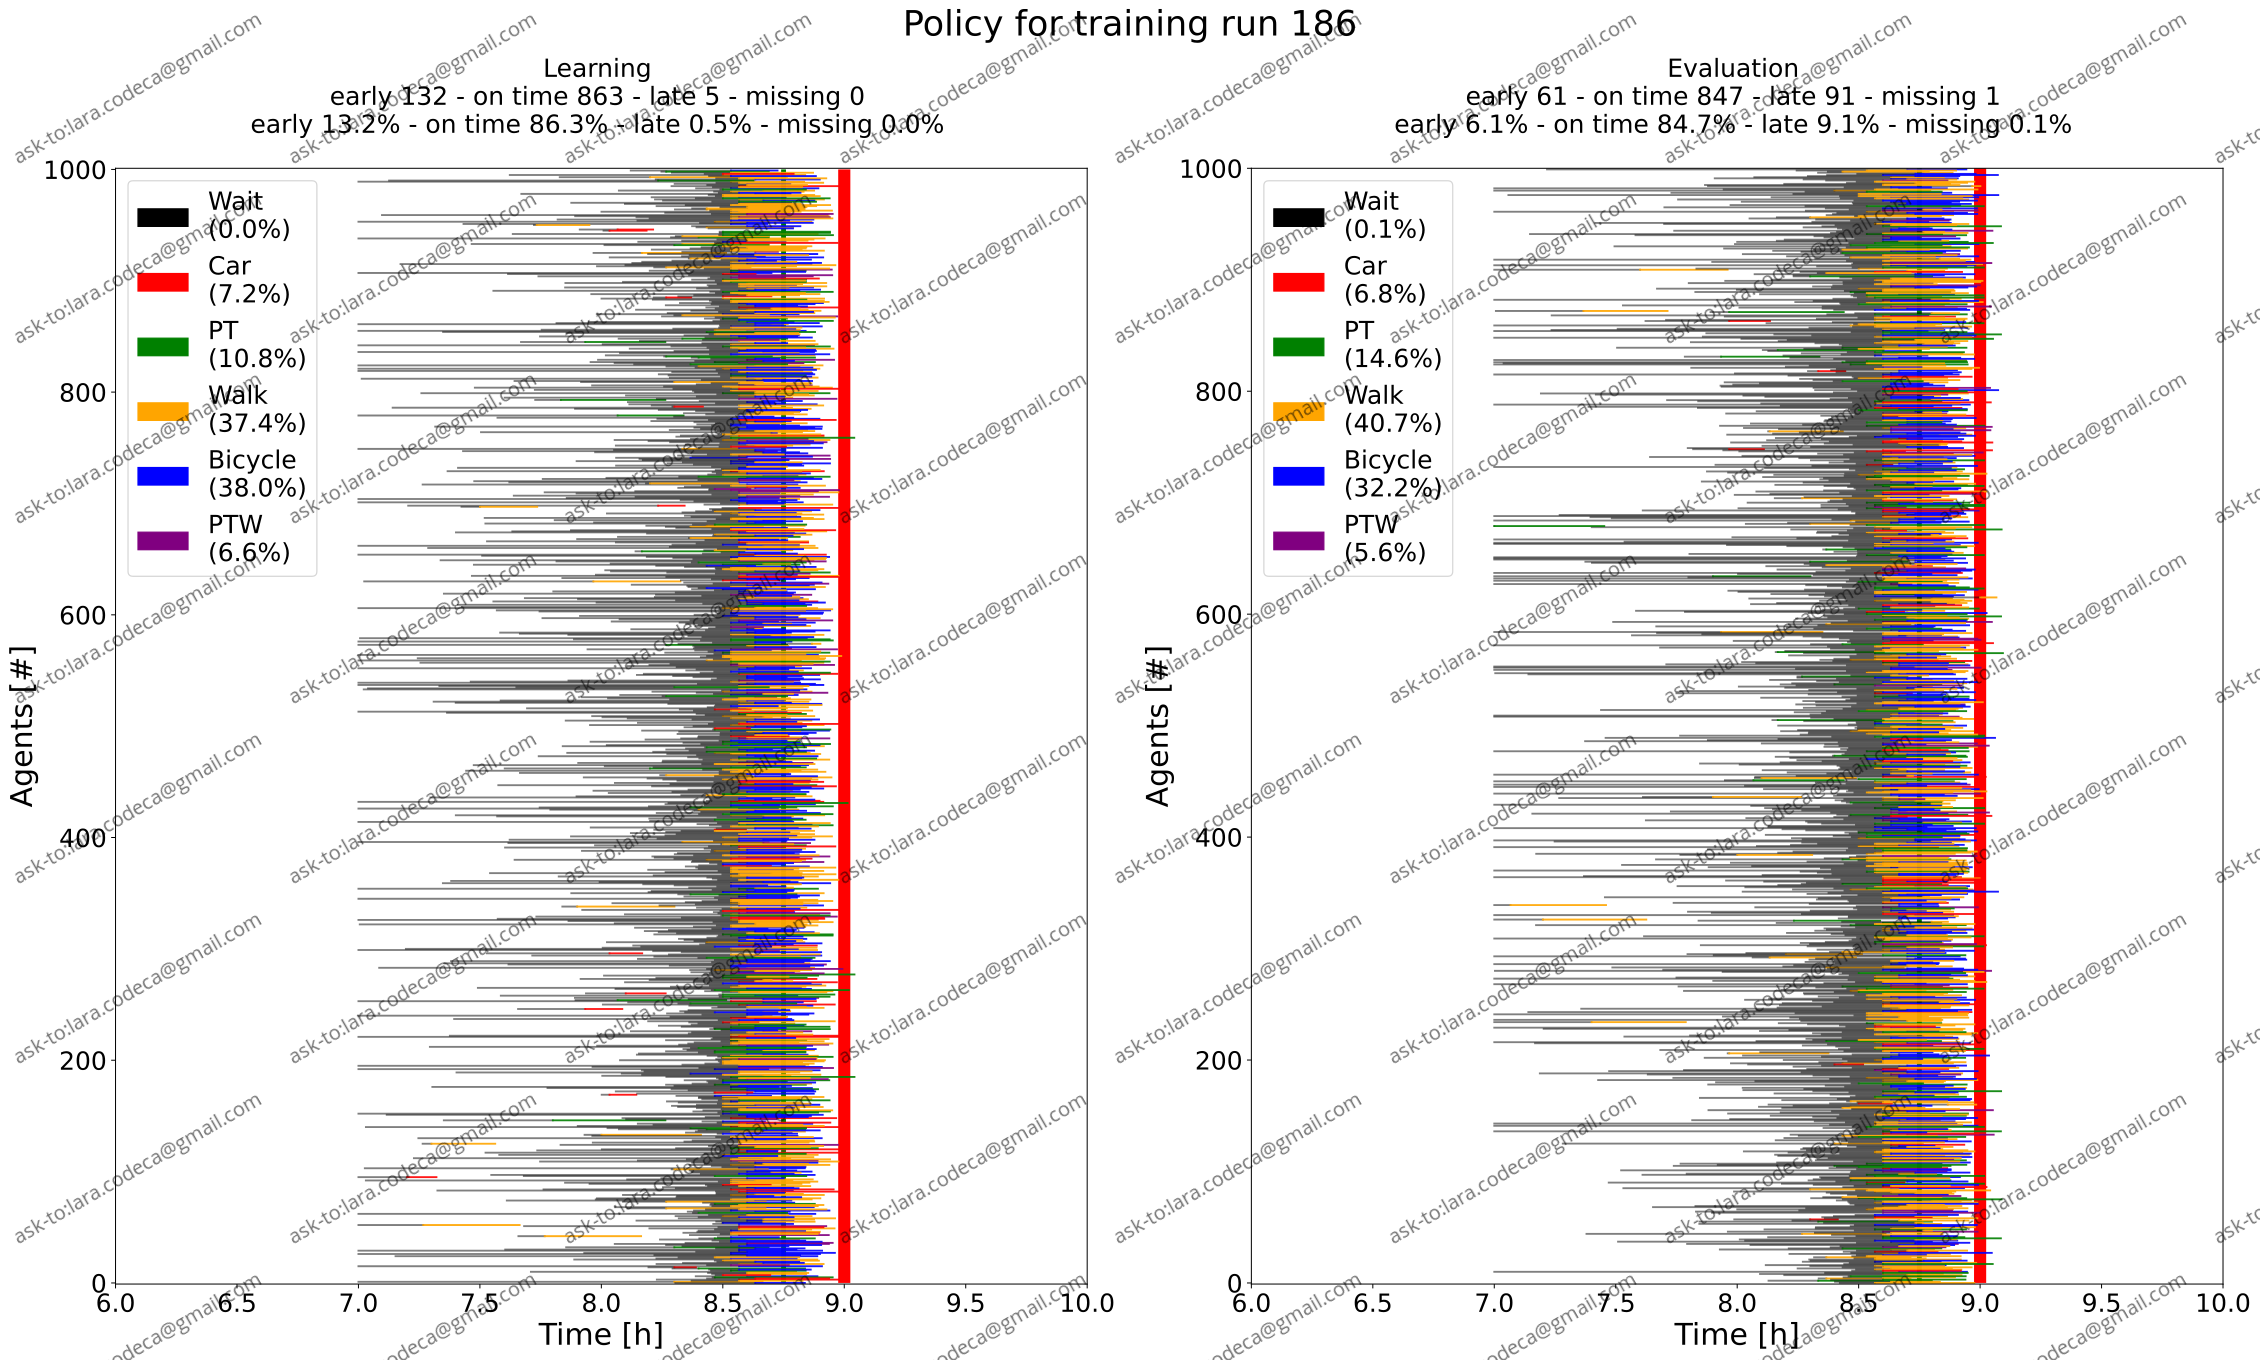 Policy for training run 186
Learning
early 132 - on time 863 - late 5 - missing 0
early 13.2% - on time 86.3% - late 0.5% - missing 0.0%
Evaluation
early 61 - on time 847 - late 91 - missing 1
early 6.1% - on time 84.7% - late 9.1% - missing 0.1%
1000
800
600
400
200
0
Agents [#]
Wait
(0.0%)
Car
(7.2%)
PT
(10.8%)
Walk
(37.4%)
Bicycle
(38.0%)
PTW
(6.6%)
6.0 6.5 7.0 7.5 8.0 8.5 9.0 9.5 10.0
Time [h]
1000
800
600
400
200
0
Agents [#]
Wait
(0.1%)
Car
(6.8%)
PT
(14.6%)
Walk
(40.7%)
Bicycle
(32.2%)
PTW
(5.6%)
6.0 6.5 7.0 7.5 8.0 8.5 9.0 9.5 10.0
Time [h]
ask-to:lara.codeca@gmail.com